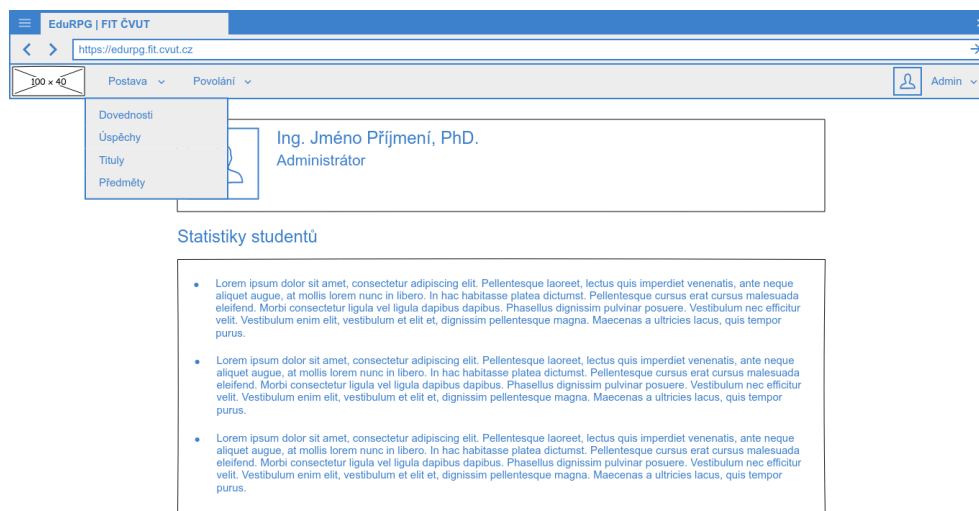 EduRPG | FIT ČVUT
https://edurpg.fit.cvut.cz
100 x 40
Postava
Povolání
Admin
Dovednosti
Úspěchy
Tituly
Předměty
Ing. Jméno Příjmení, PhD.
Administrátor
Statistiky studentů
Lorem ipsum dolor sit amet, consectetur adipiscing elit. Pellentesque laoreet, lectus quis imperdiet venenatis, ante neque
aliquet augue, at mollis lorem nunc in libero. In hac habitasse platea dictumst. Pellentesque cursus erat cursus malesuada
eleifend. Morbi consectetur ligula vel ligula dapibus dapibus. Phasellus dignissim pulvinar posuere. Vestibulum nec efficitur
velit. Vestibulum enim elit, vestibulum et elit et, dignissim pellentesque magna. Maecenas a ultricies lacus, quis tempor
purus.
Lorem ipsum dolor sit amet, consectetur adipiscing elit. Pellentesque laoreet, lectus quis imperdiet venenatis, ante neque
aliquet augue, at mollis lorem nunc in libero. In hac habitasse platea dictumst. Pellentesque cursus erat cursus malesuada
eleifend. Morbi consectetur ligula vel ligula dapibus dapibus. Phasellus dignissim pulvinar posuere. Vestibulum nec efficitur
velit. Vestibulum enim elit, vestibulum et elit et, dignissim pellentesque magna. Maecenas a ultricies lacus, quis tempor
purus.
Lorem ipsum dolor sit amet, consectetur adipiscing elit. Pellentesque laoreet, lectus quis imperdiet venenatis, ante neque
aliquet augue, at mollis lorem nunc in libero. In hac habitasse platea dictumst. Pellentesque cursus erat cursus malesuada
eleifend. Morbi consectetur ligula vel ligula dapibus dapibus. Phasellus dignissim pulvinar posuere. Vestibulum nec efficitur
velit. Vestibulum enim elit, vestibulum et elit et, dignissim pellentesque magna. Maecenas a ultricies lacus, quis tempor
purus.